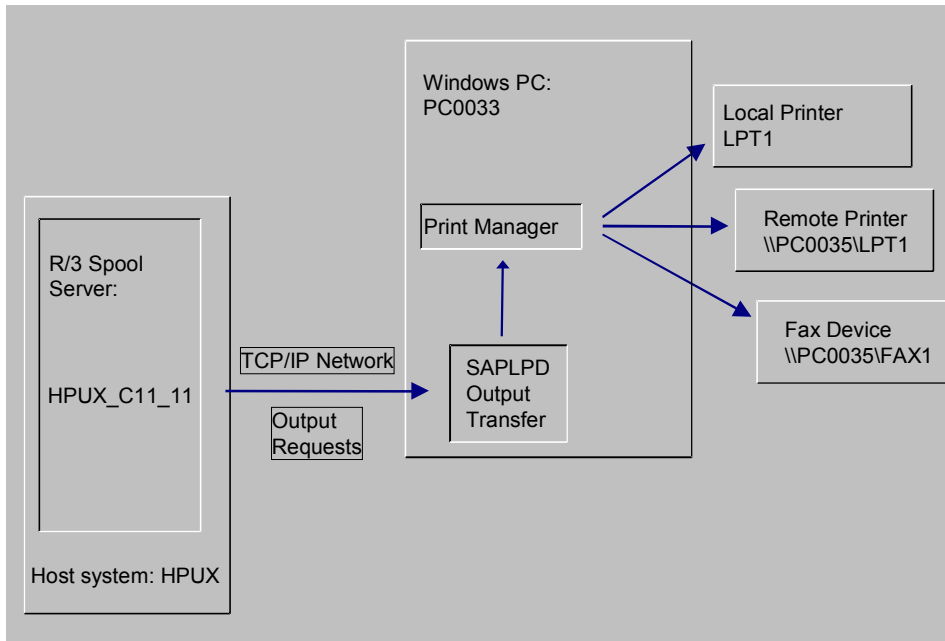 Windows PC:
PC0033
Local Printer
LPT1
Print Manager
Remote Printer
\\PC0035\LPT1
R/3 Spool
Server:
HPUX_C11_11
Fax Device
\\PC0035\FAX1
TCP/IP Network
SAPLPD
Output
Transfer
Output
Requests
Host system: HPUX